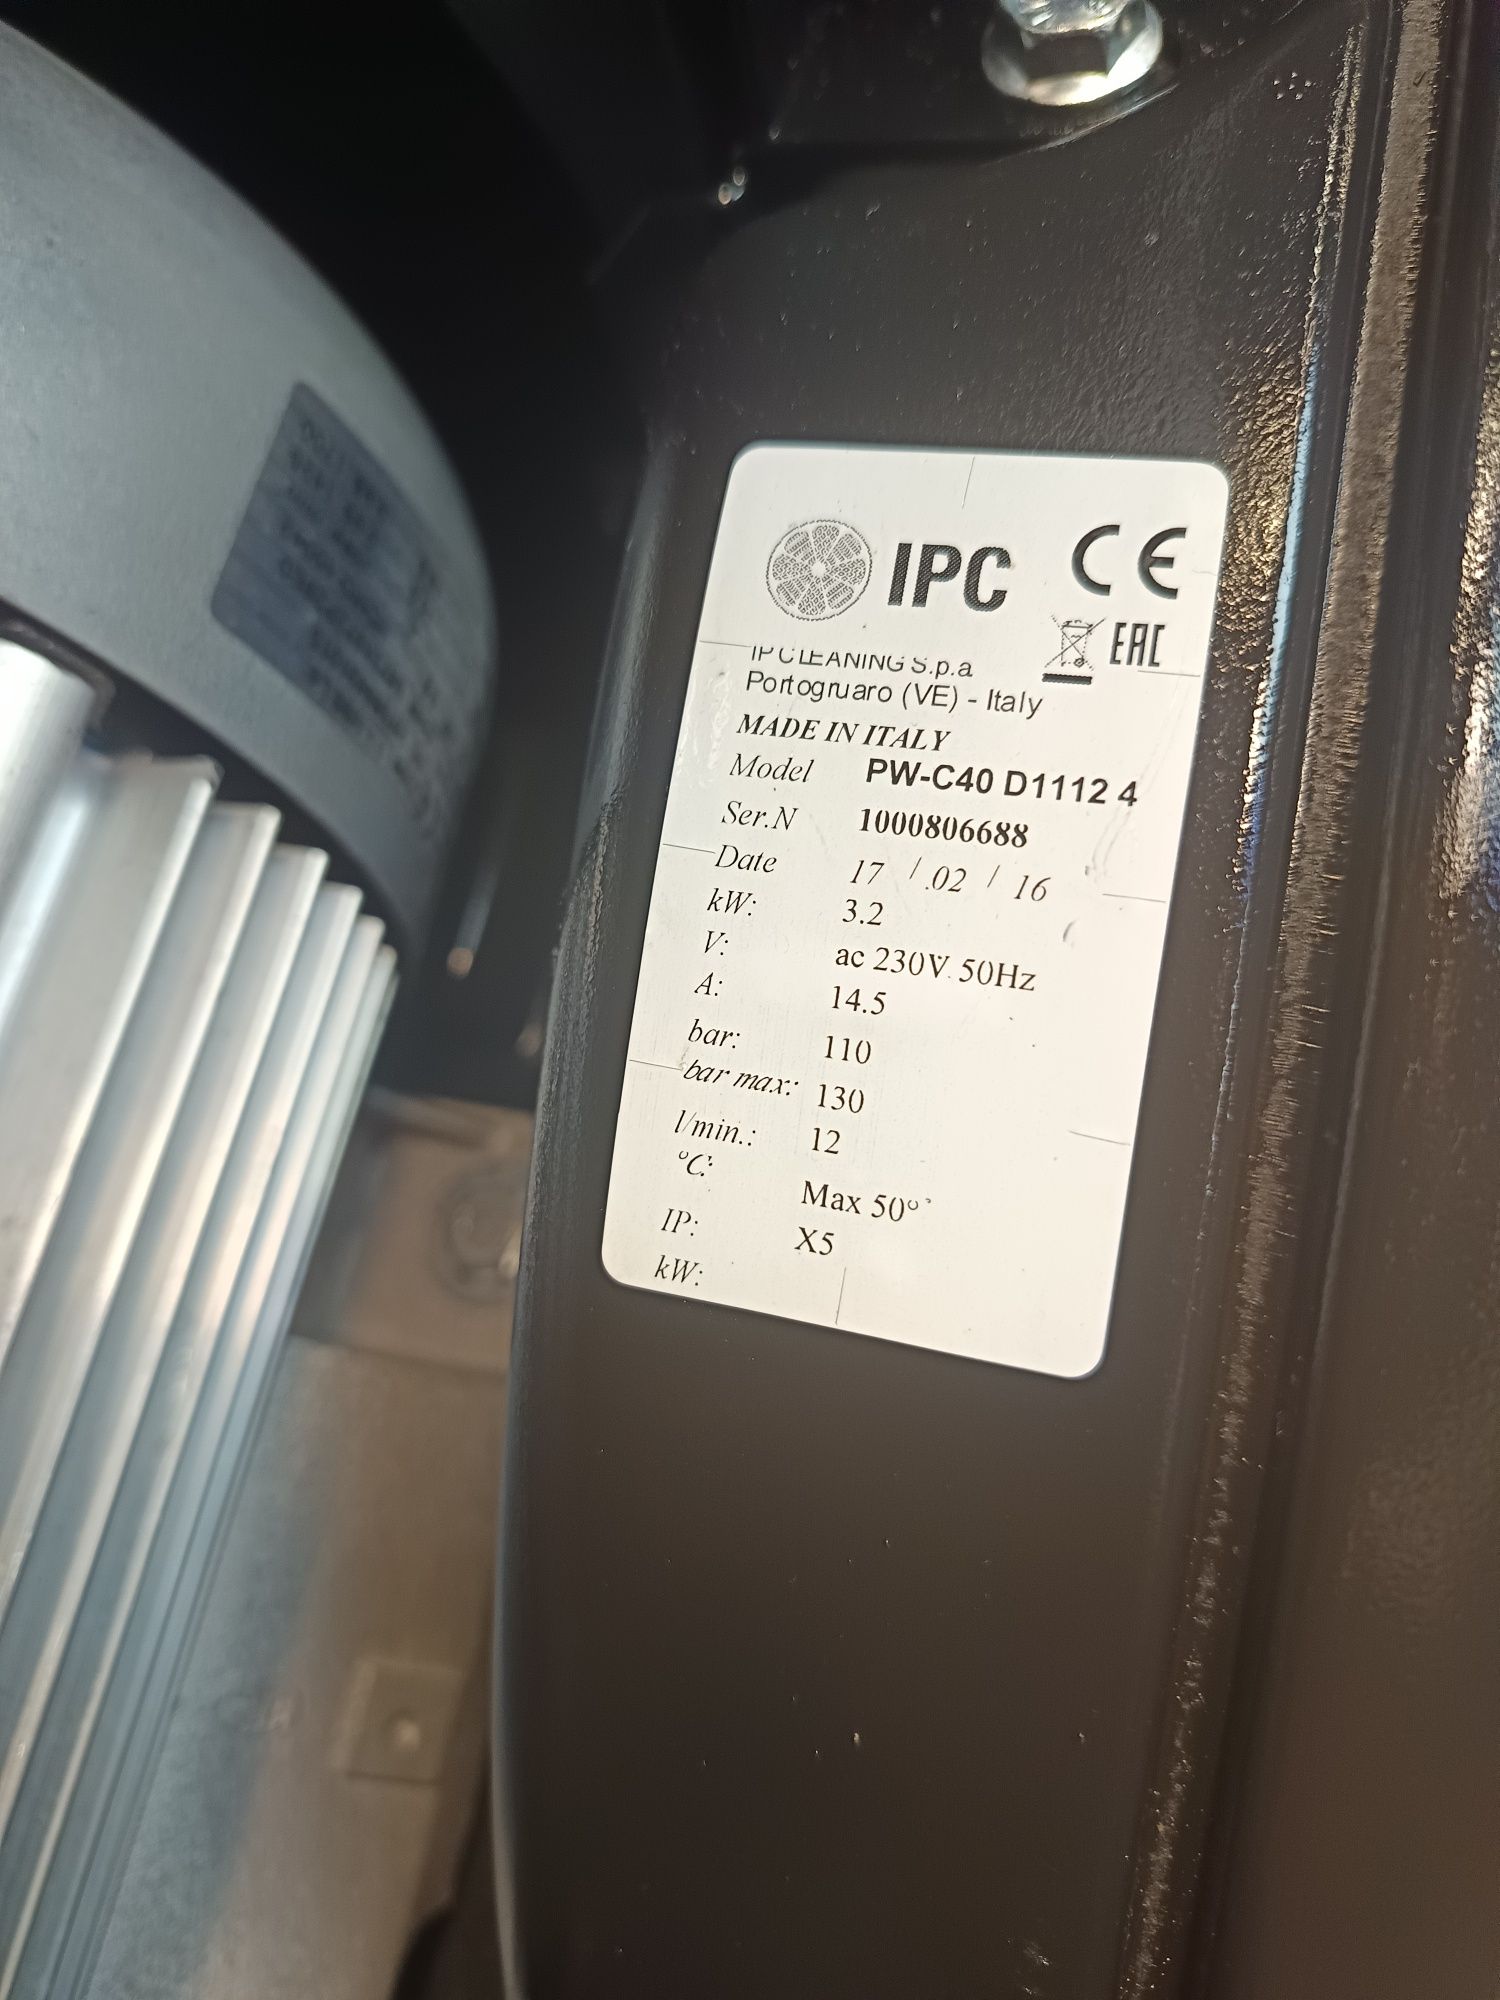 IPC CE
EAC
IP CLEANING S.p.a
Portogruaro (VE) - Italy
MADE IN ITALY
Model PW-C40 D1112 4
Ser.N 1000806688
Date 17 / .02 / 16
kW: 3.2
V: ac 230V 50Hz
A: 14.5
bar: 110
bar max: 130
l/min.: 12
°C: Max 50°
IP: X5
kW: